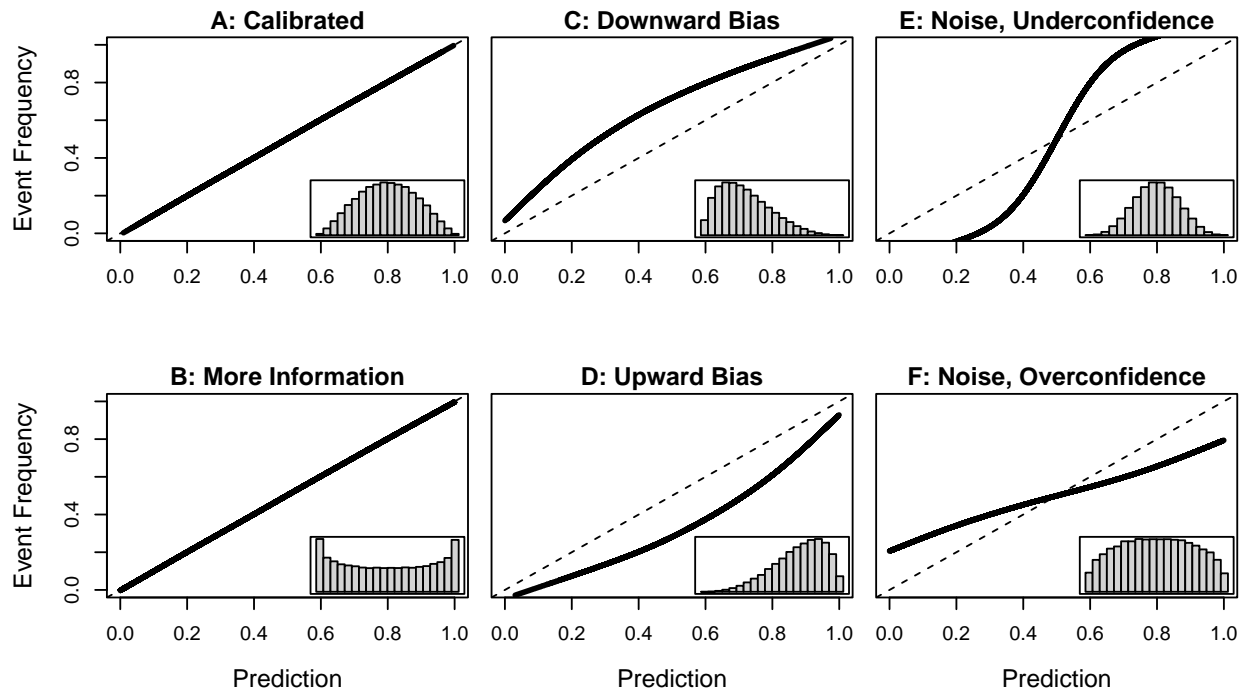 A: Calibrated
C: Downward Bias
E: Noise, Underconfidence
Event Frequency
0.8
0.4
0.0
0.0 0.2 0.4 0.6 0.8 1.0
0.0 0.2 0.4 0.6 0.8 1.0
0.0 0.2 0.4 0.6 0.8 1.0
B: More Information
D: Upward Bias
F: Noise, Overconfidence
Event Frequency
0.8
0.4
0.0
0.0 0.2 0.4 0.6 0.8 1.0
0.0 0.2 0.4 0.6 0.8 1.0
0.0 0.2 0.4 0.6 0.8 1.0
Prediction
Prediction
Prediction